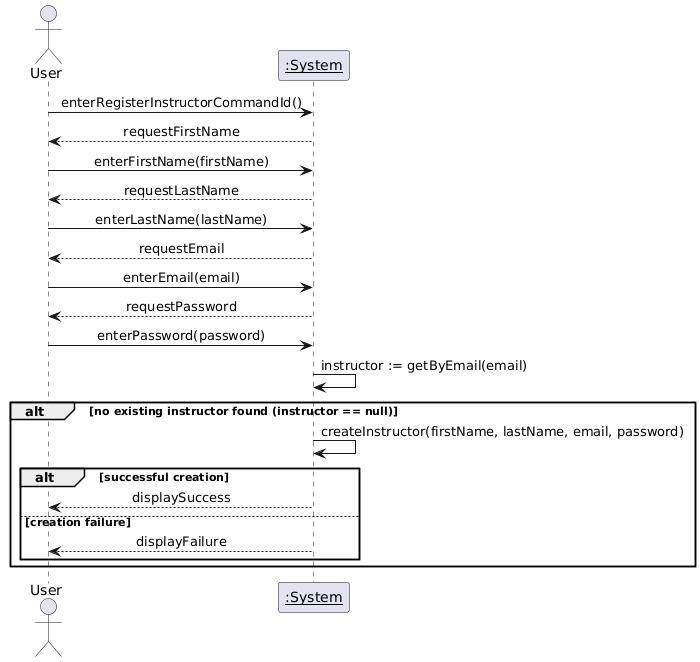 User
:System
enterRegisterInstructorCommandId()
requestFirstName
enterFirstName(firstName)
requestLastName
enterLastName(lastName)
requestEmail
enterEmail(email)
requestPassword
enterPassword(password)
instructor := getByEmail(email)
alt [no existing instructor found (instructor == null)]
createInstructor(firstName, lastName, email, password)
alt [successful creation]
displaySuccess
[creation failure]
displayFailure
User
:System